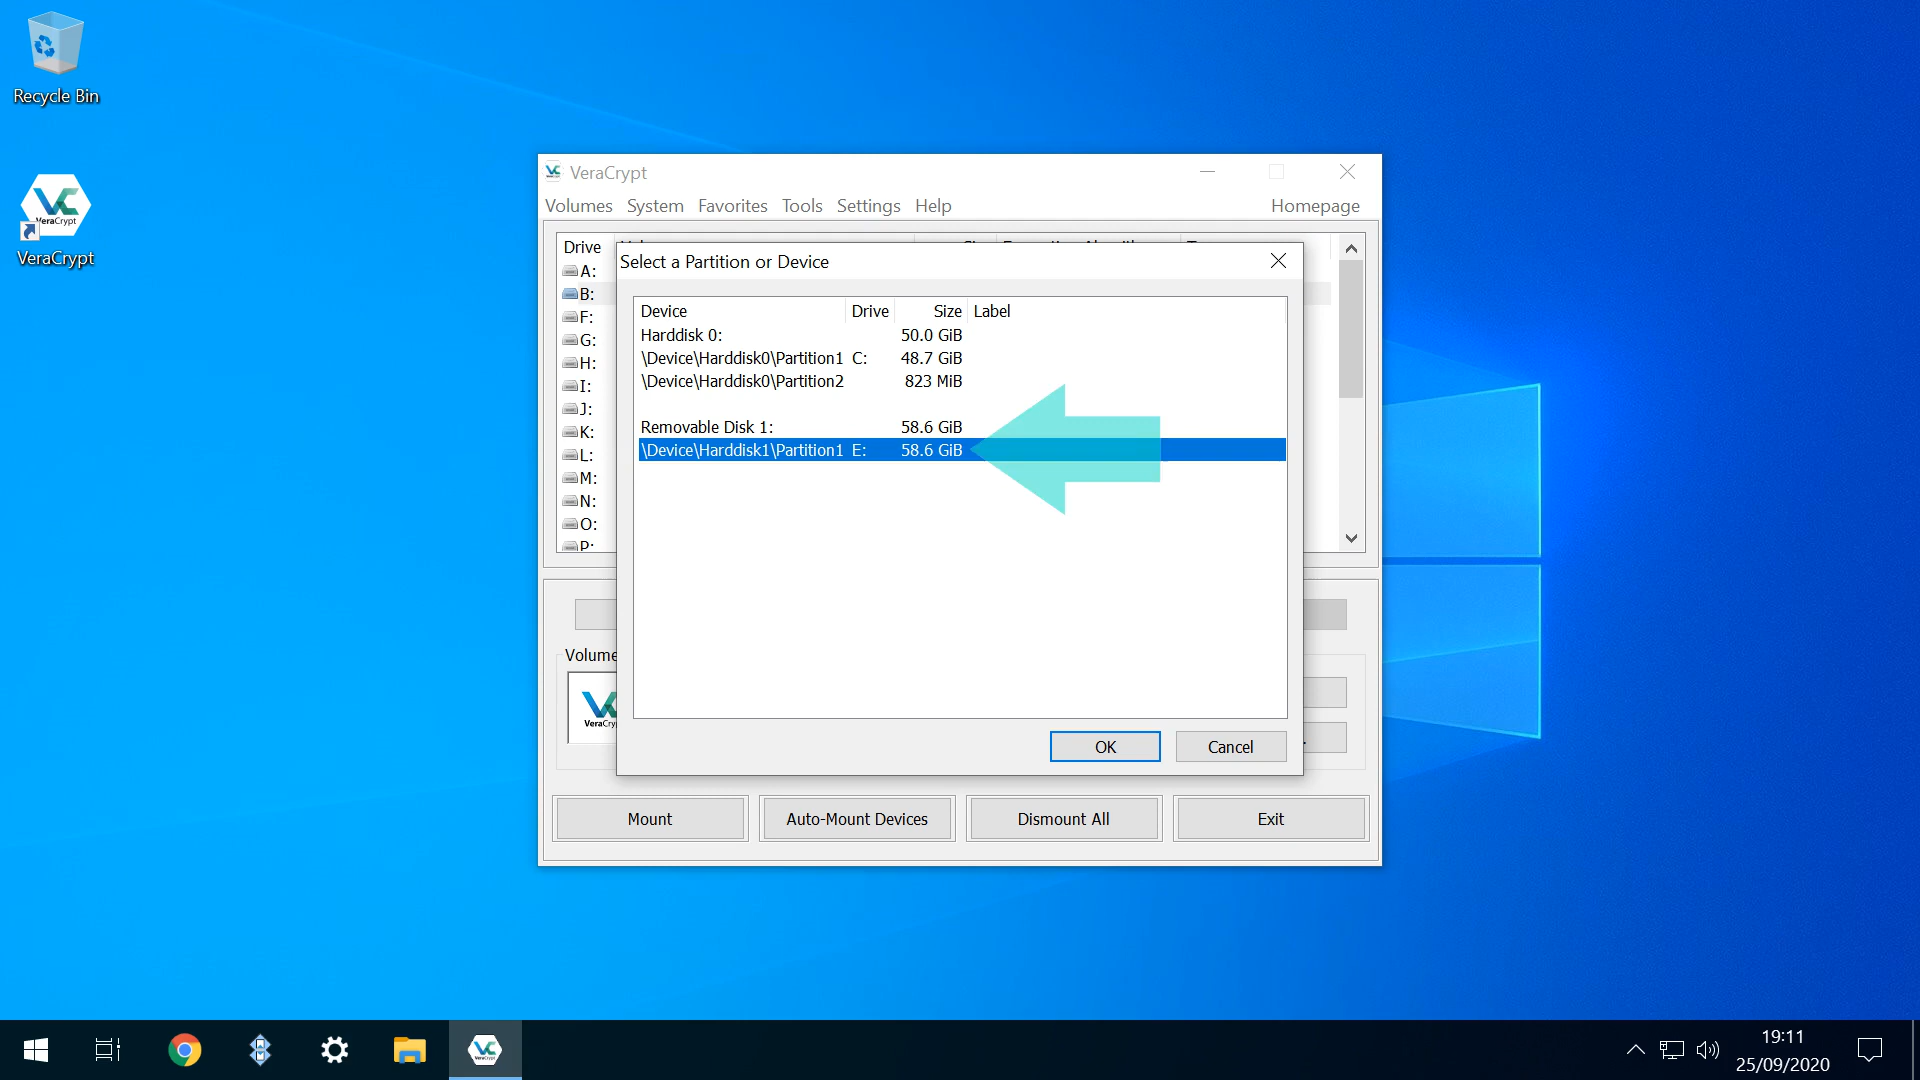 Recycle Bin
VeraCrypt
VeraCrypt
VeraCrypt
Volumes System Favorites Tools Settings Help Homepage
Drive
A:
B:
F:
G:
H:
I:
J:
K:
L:
M:
N:
O:
P:
Select a Partition or Device
Device Drive Size Label
Harddisk 0: 50.0 GiB
\Device\Harddisk0\Partition1 C: 48.7 GiB
\Device\Harddisk0\Partition2 823 MiB
Removable Disk 1: 58.6 GiB
\Device\Harddisk1\Partition1 E: 58.6 GiB
OK Cancel
Volume
Mount Auto-Mount Devices Dismount All Exit
19:11
25/09/2020